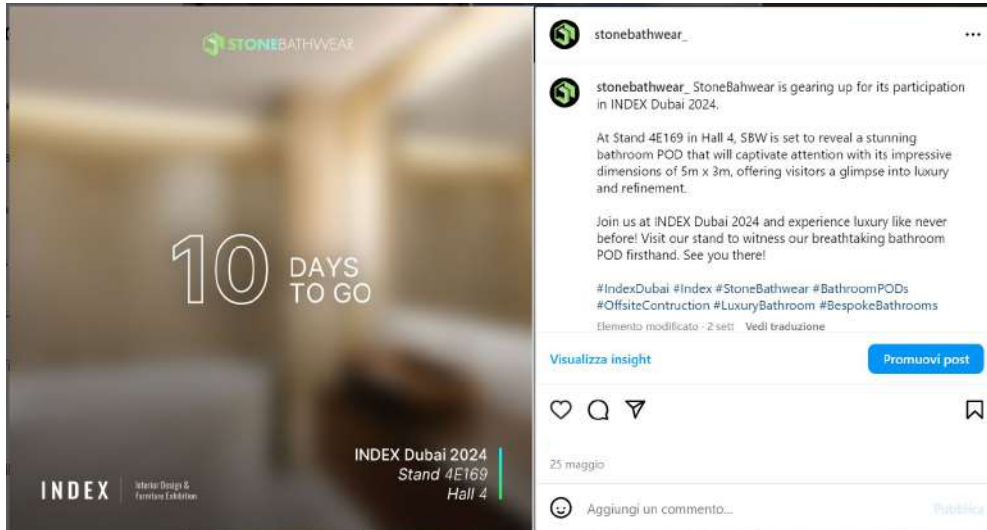 STONEBATHWEAR
10 DAYS
TO GO
INDEX Dubai 2024
Stand 4E169
Hall 4
INDEX
Interior Design &
Furniture Exhibition
stonebathwear_
stonebathwear_ StoneBahwear is gearing up for its participation
in INDEX Dubai 2024.
At Stand 4E169 in Hall 4, SBW is set to reveal a stunning
bathroom POD that will captivate attention with its impressive
dimensions of 5m x 3m, offering visitors a glimpse into luxury
and refinement.
Join us at INDEX Dubai 2024 and experience luxury like never
before! Visit our stand to witness our breathtaking bathroom
POD firsthand. See you there!
#IndexDubai #Index #StoneBathwear #BathroomPODs
#OffsiteContruction #LuxuryBathroom #BespokeBathrooms
Elemento modificato · 2 sett Vedi traduzione
Visualizza insight
Promuovi post
25 maggio
Aggiungi un commento...
Pubblica